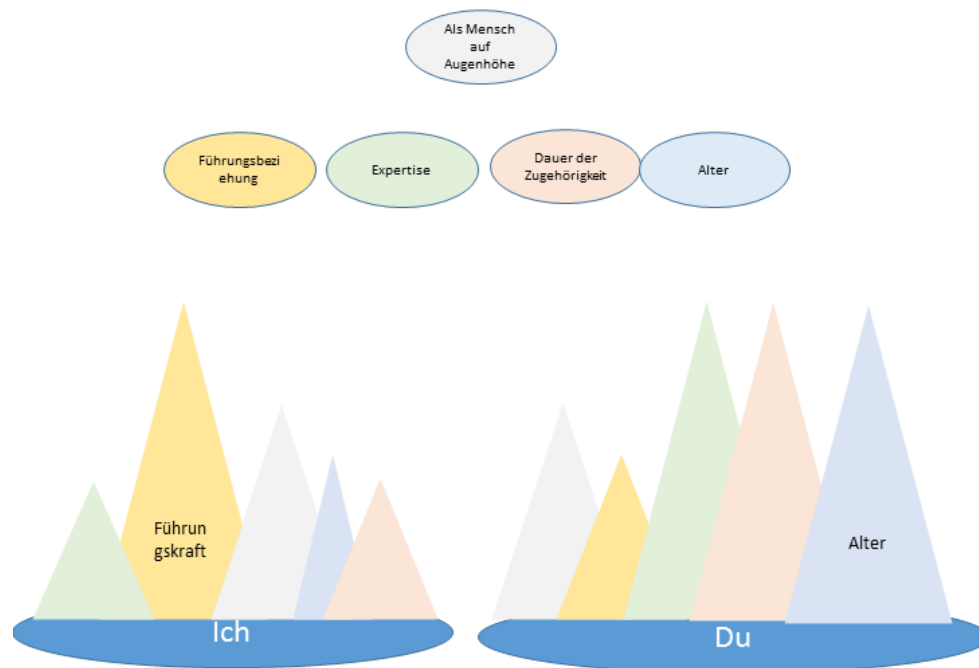 Als Mensch
auf
Augenhöhe
Führungsbezi
ehung
Expertise
Dauer der
Zugehörigkeit
Alter
Führun
gskraft
Alter
Ich
Du